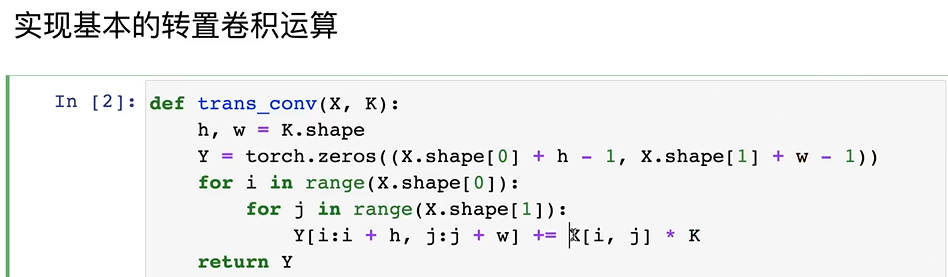 实现基本的转置卷积运算
In [2]: def trans_conv(X, K):
    h, w = K.shape
    Y = torch.zeros((X.shape[0] + h - 1, X.shape[1] + w - 1))
    for i in range(X.shape[0]):
        for j in range(X.shape[1]):
            Y[i:i + h, j:j + w] += X[i, j] * K
    return Y